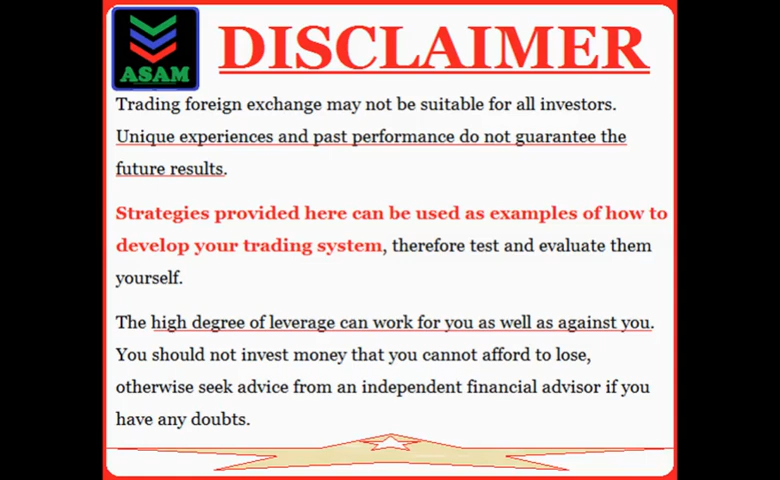 ASAM
DISCLAIMER
Trading foreign exchange may not be suitable for all investors.
Unique experiences and past performance do not guarantee the
future results.
Strategies provided here can be used as examples of how to
develop your trading system, therefore test and evaluate them
yourself.
The high degree of leverage can work for you as well as against you.
You should not invest money that you cannot afford to lose,
otherwise seek advice from an independent financial advisor if you
have any doubts.